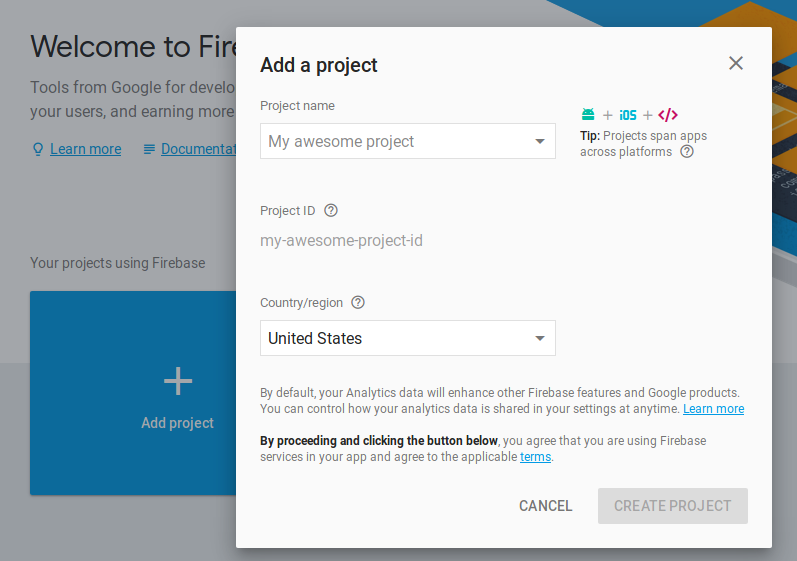 Welcome to Fire
Tools from Google for develo
your users, and earning more
Learn more
Documentat
Your projects using Firebase
Add project
Add a project
Project name
My awesome project
+ iOS + </>
Tip: Projects span apps
across platforms ?
Project ID ?
my-awesome-project-id
Country/region ?
United States
By default, your Analytics data will enhance other Firebase features and Google products.
You can control how your analytics data is shared in your settings at anytime. Learn more
By proceeding and clicking the button below, you agree that you are using Firebase
services in your app and agree to the applicable terms.
CANCEL
CREATE PROJECT